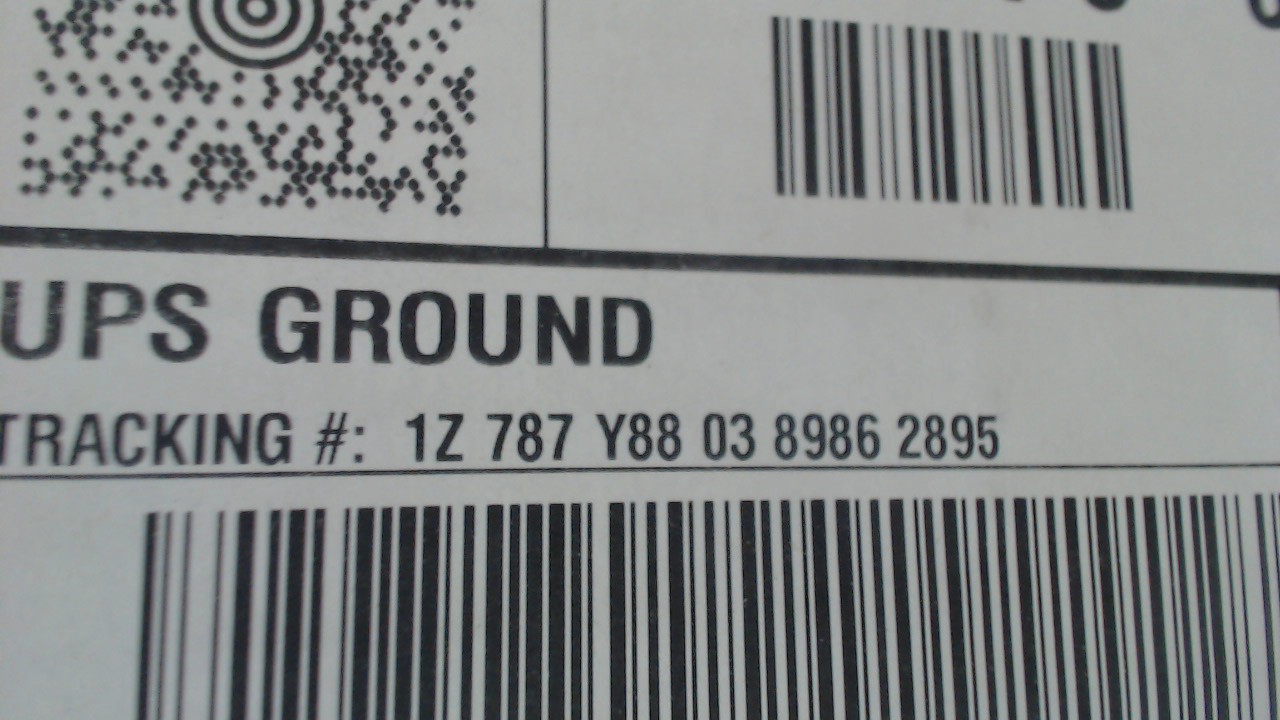 UPS GROUND
TRACKING #: 1Z 787 Y88 03 8986 2895